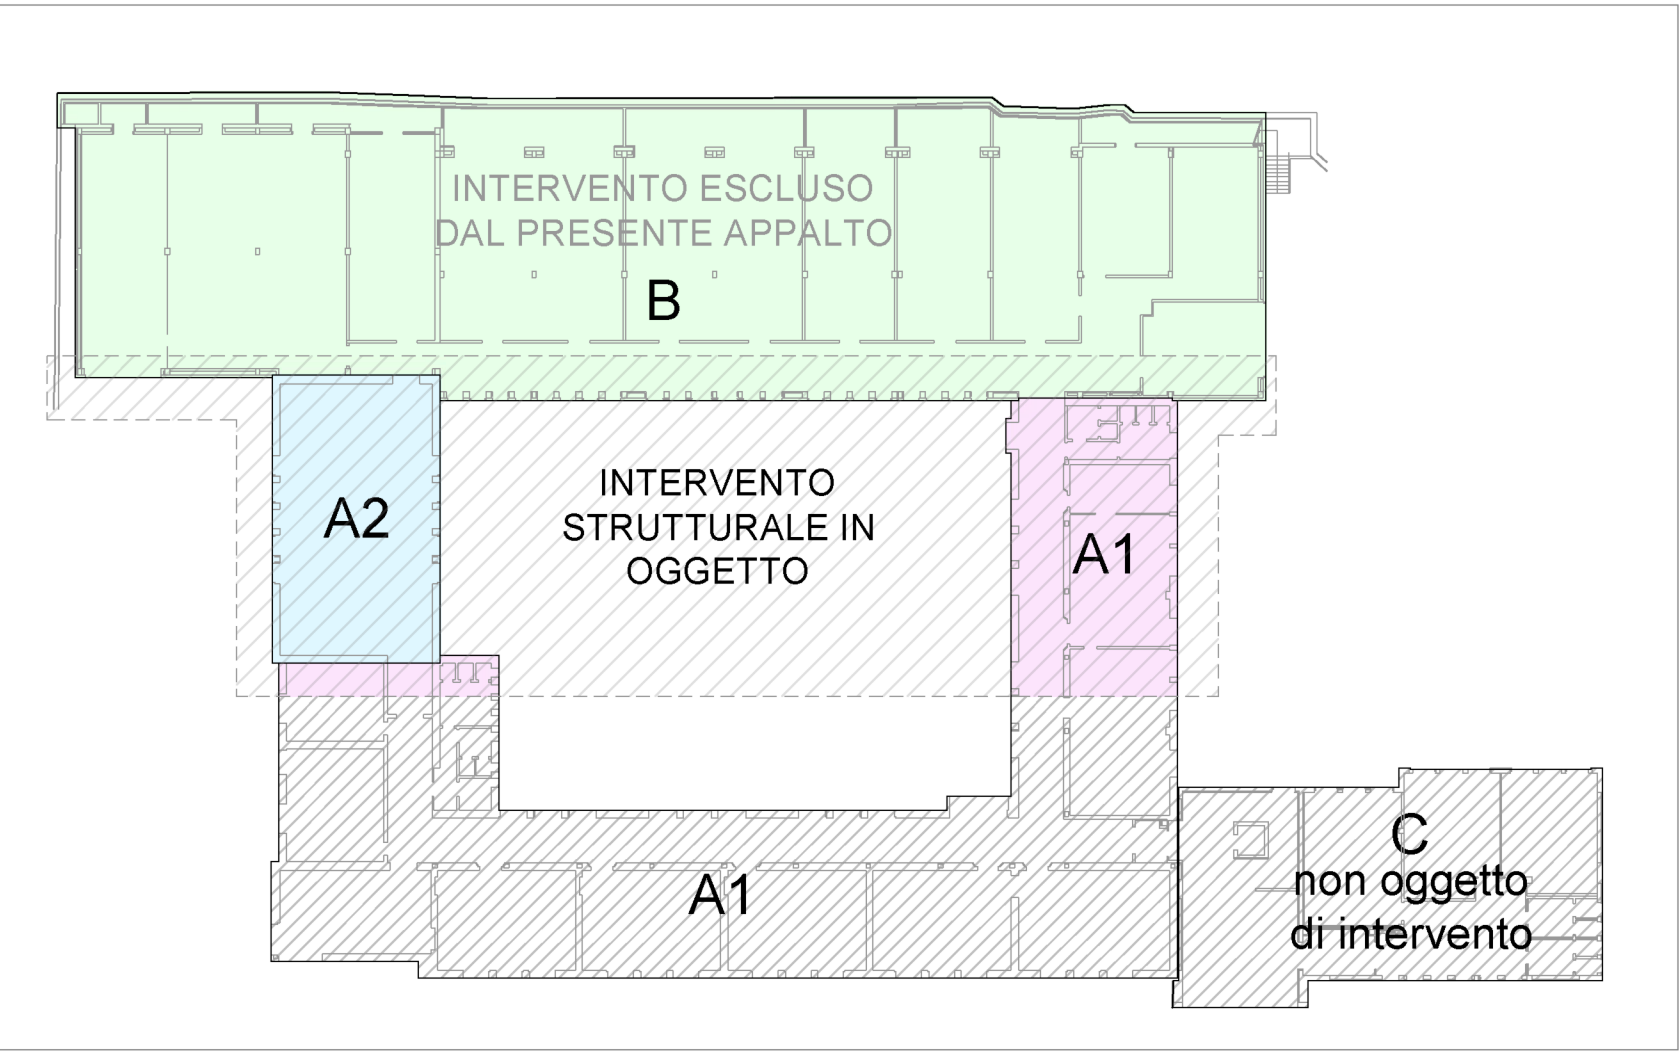 INTERVENTO ESCLUSO
DAL PRESENTE APPALTO
B
A2
INTERVENTO
STRUTTURALE IN
OGGETTO
A1
A1
C
non oggetto
di intervento